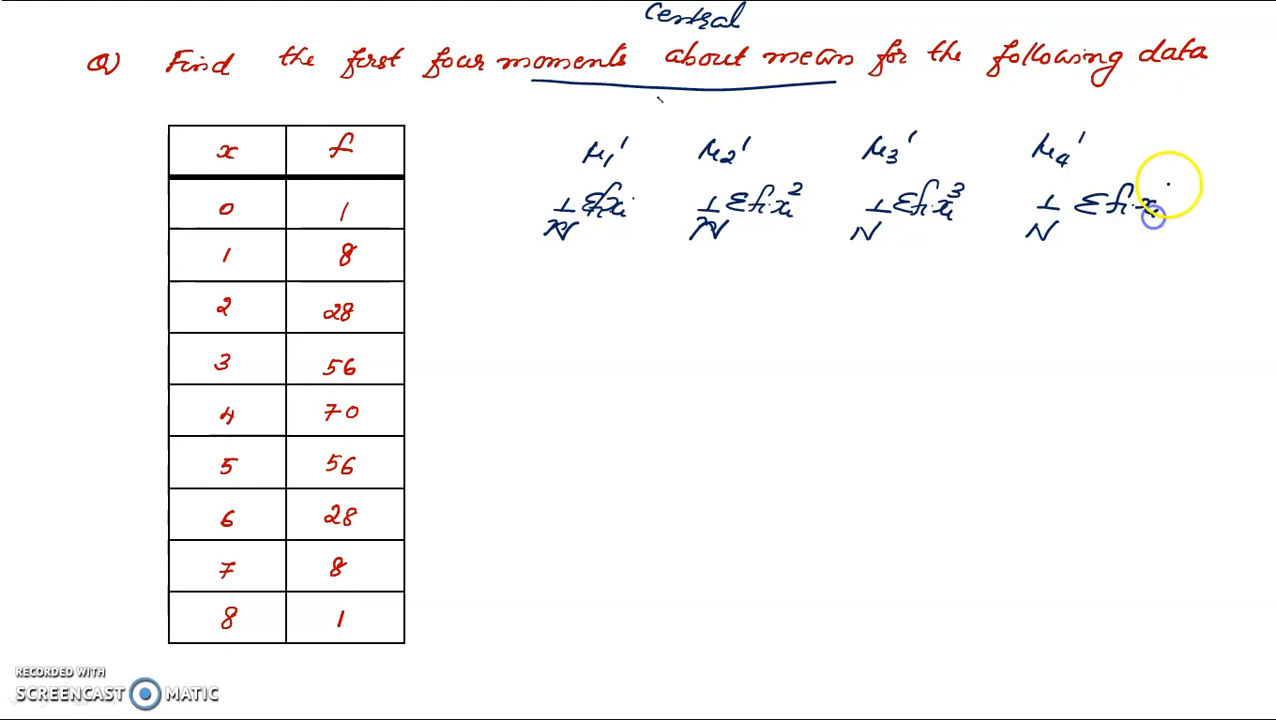 central
Q) Find the first four moments about mean for the following data
x f
0 1
1 8
2 28
3 56
4 70
5 56
6 28
7 8
8 1
μ₁' μ₂' μ₃' μ₄'
1/N Σfᵢxᵢ 1/N Σfᵢxᵢ² 1/N Σfᵢxᵢ³ 1/N Σfᵢxᵢ
RECORDED WITH
SCREENCAST MATIC